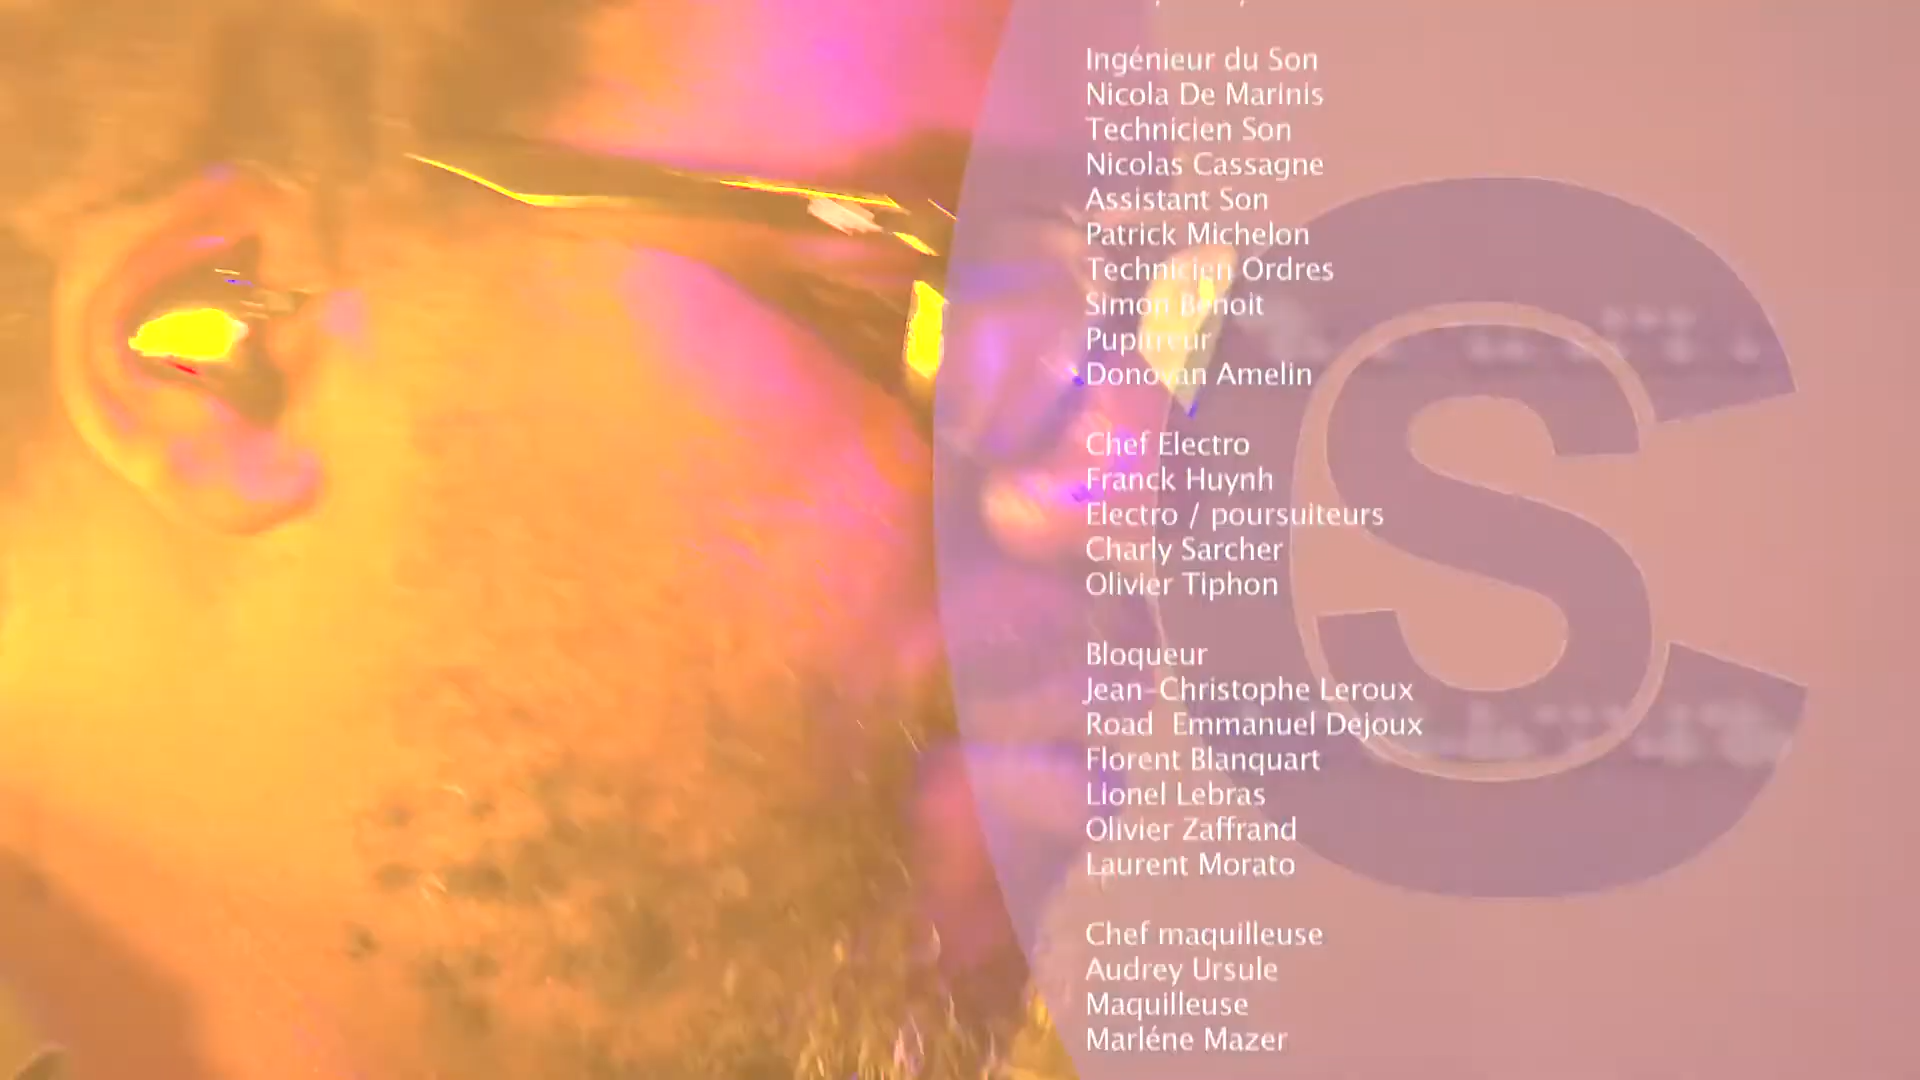 Ingénieur du Son
Nicola De Marinis
Technicien Son
Nicolas Cassagne
Assistant Son
Patrick Michelon
Technicien Ordres
Simon Benoit
Pupitreur
Donovan Amelin
Chef Electro
Franck Huynh
Electro / poursuiteurs
Charly Sarcher
Olivier Tiphon
Bloqueur
Jean-Christophe Leroux
Road Emmanuel Dejoux
Florent Blanquart
Lionel Lebras
Olivier Zaffrand
Laurent Morato
Chef maquilleuse
Audrey Ursule
Maquilleuse
Marléne Mazer
CS